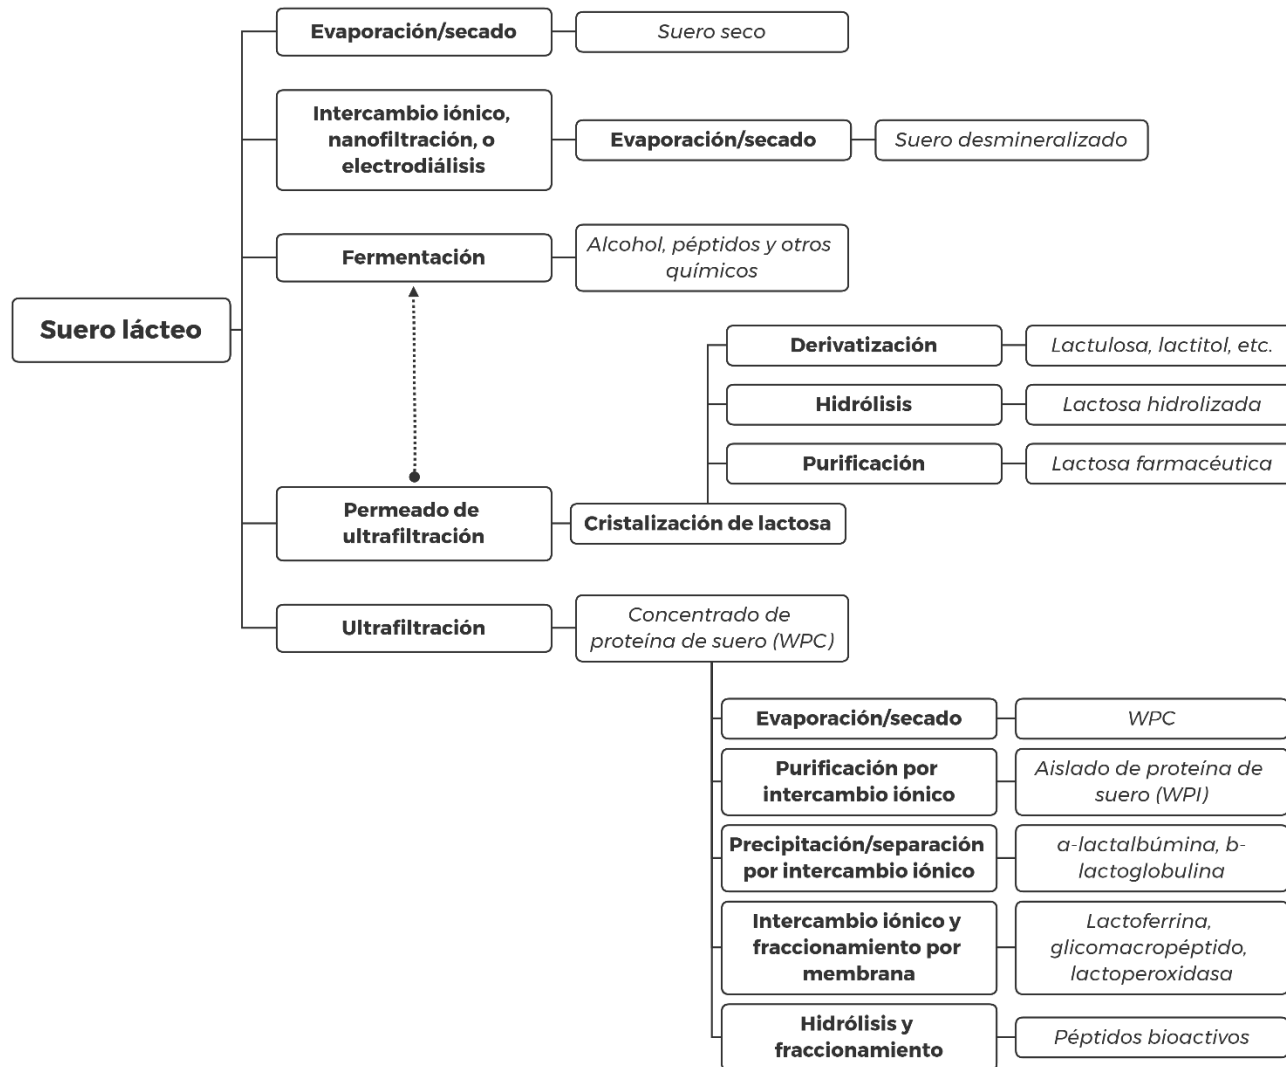 Evaporación/secado
Suero seco
Intercambio iónico,
nanofiltración, o
electrodiálisis
Evaporación/secado
Suero desmineralizado
Fermentación
Alcohol, péptidos y otros
químicos
Suero lácteo
Derivatización
Lactulosa, lactitol, etc.
Hidrólisis
Lactosa hidrolizada
Purificación
Lactosa farmacéutica
Permeado de
ultrafiltración
Cristalización de lactosa
Ultrafiltración
Concentrado de
proteína de suero (WPC)
Evaporación/secado
WPC
Purificación por
intercambio iónico
Aislado de proteína de
suero (WPI)
Precipitación/separación
por intercambio iónico
a-lactalbúmina, b-
lactoglobulina
Intercambio iónico y
fraccionamiento por
membrana
Lactoferrina,
glicomacropéptido,
lactoperoxidasa
Hidrólisis y
fraccionamiento
Péptidos bioactivos